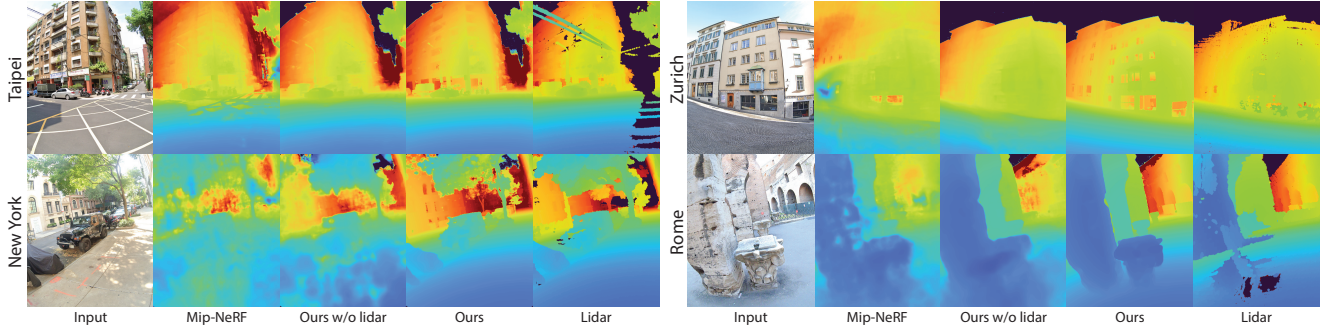 Taipei
Zurich
New York
Rome
Input Mip-NeRF Ours w/o lidar Ours Lidar Input Mip-NeRF Ours w/o lidar Ours Lidar